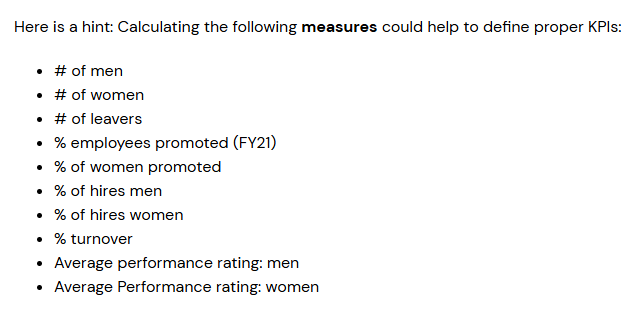 Here is a hint: Calculating the following measures could help to define proper KPIs:
• # of men
• # of women
• # of leavers
• % employees promoted (FY21)
• % of women promoted
• % of hires men
• % of hires women
• % turnover
• Average performance rating: men
• Average Performance rating: women